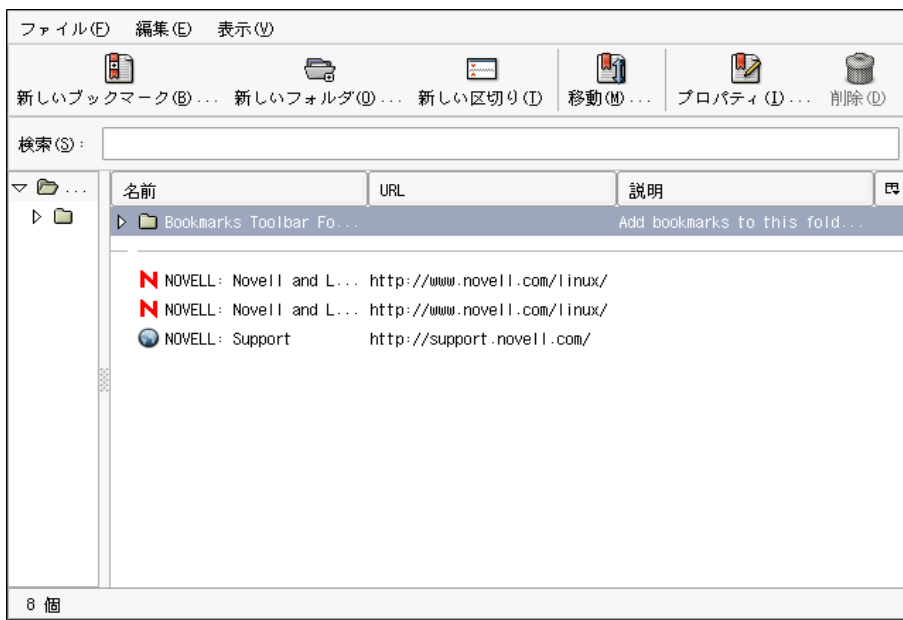 ファイル(F) 編集(E) 表示(V)
新しいブックマーク(B)... 新しいフォルダ(O)... 新しい区切り(T) 移動(M)... プロパティ(I)... 削除(D)
検索(S):
...
名前 URL 説明
Bookmarks Toolbar Fo... Add bookmarks to this fold...
NOVELL: Novell and L... http://www.novell.com/linux/
NOVELL: Novell and L... http://www.novell.com/linux/
NOVELL: Support http://support.novell.com/
8 個